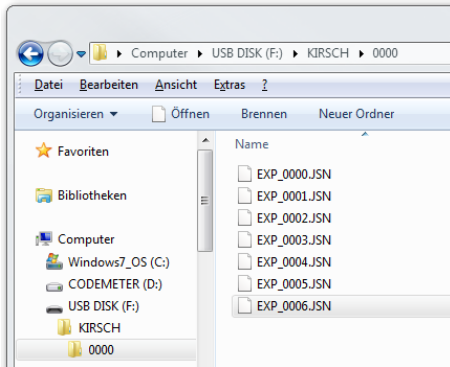 Computer ▸ USB DISK (F:) ▸ KIRSCH ▸ 0000
Datei Bearbeiten Ansicht Extras ?
Organisieren Öffnen Brennen Neuer Ordner
Favoriten
Bibliotheken
Computer
Windows7_OS (C:)
CODEMETER (D:)
USB DISK (F:)
KIRSCH
0000
Name
EXP_0000.JSN
EXP_0001.JSN
EXP_0002.JSN
EXP_0003.JSN
EXP_0004.JSN
EXP_0005.JSN
EXP_0006.JSN